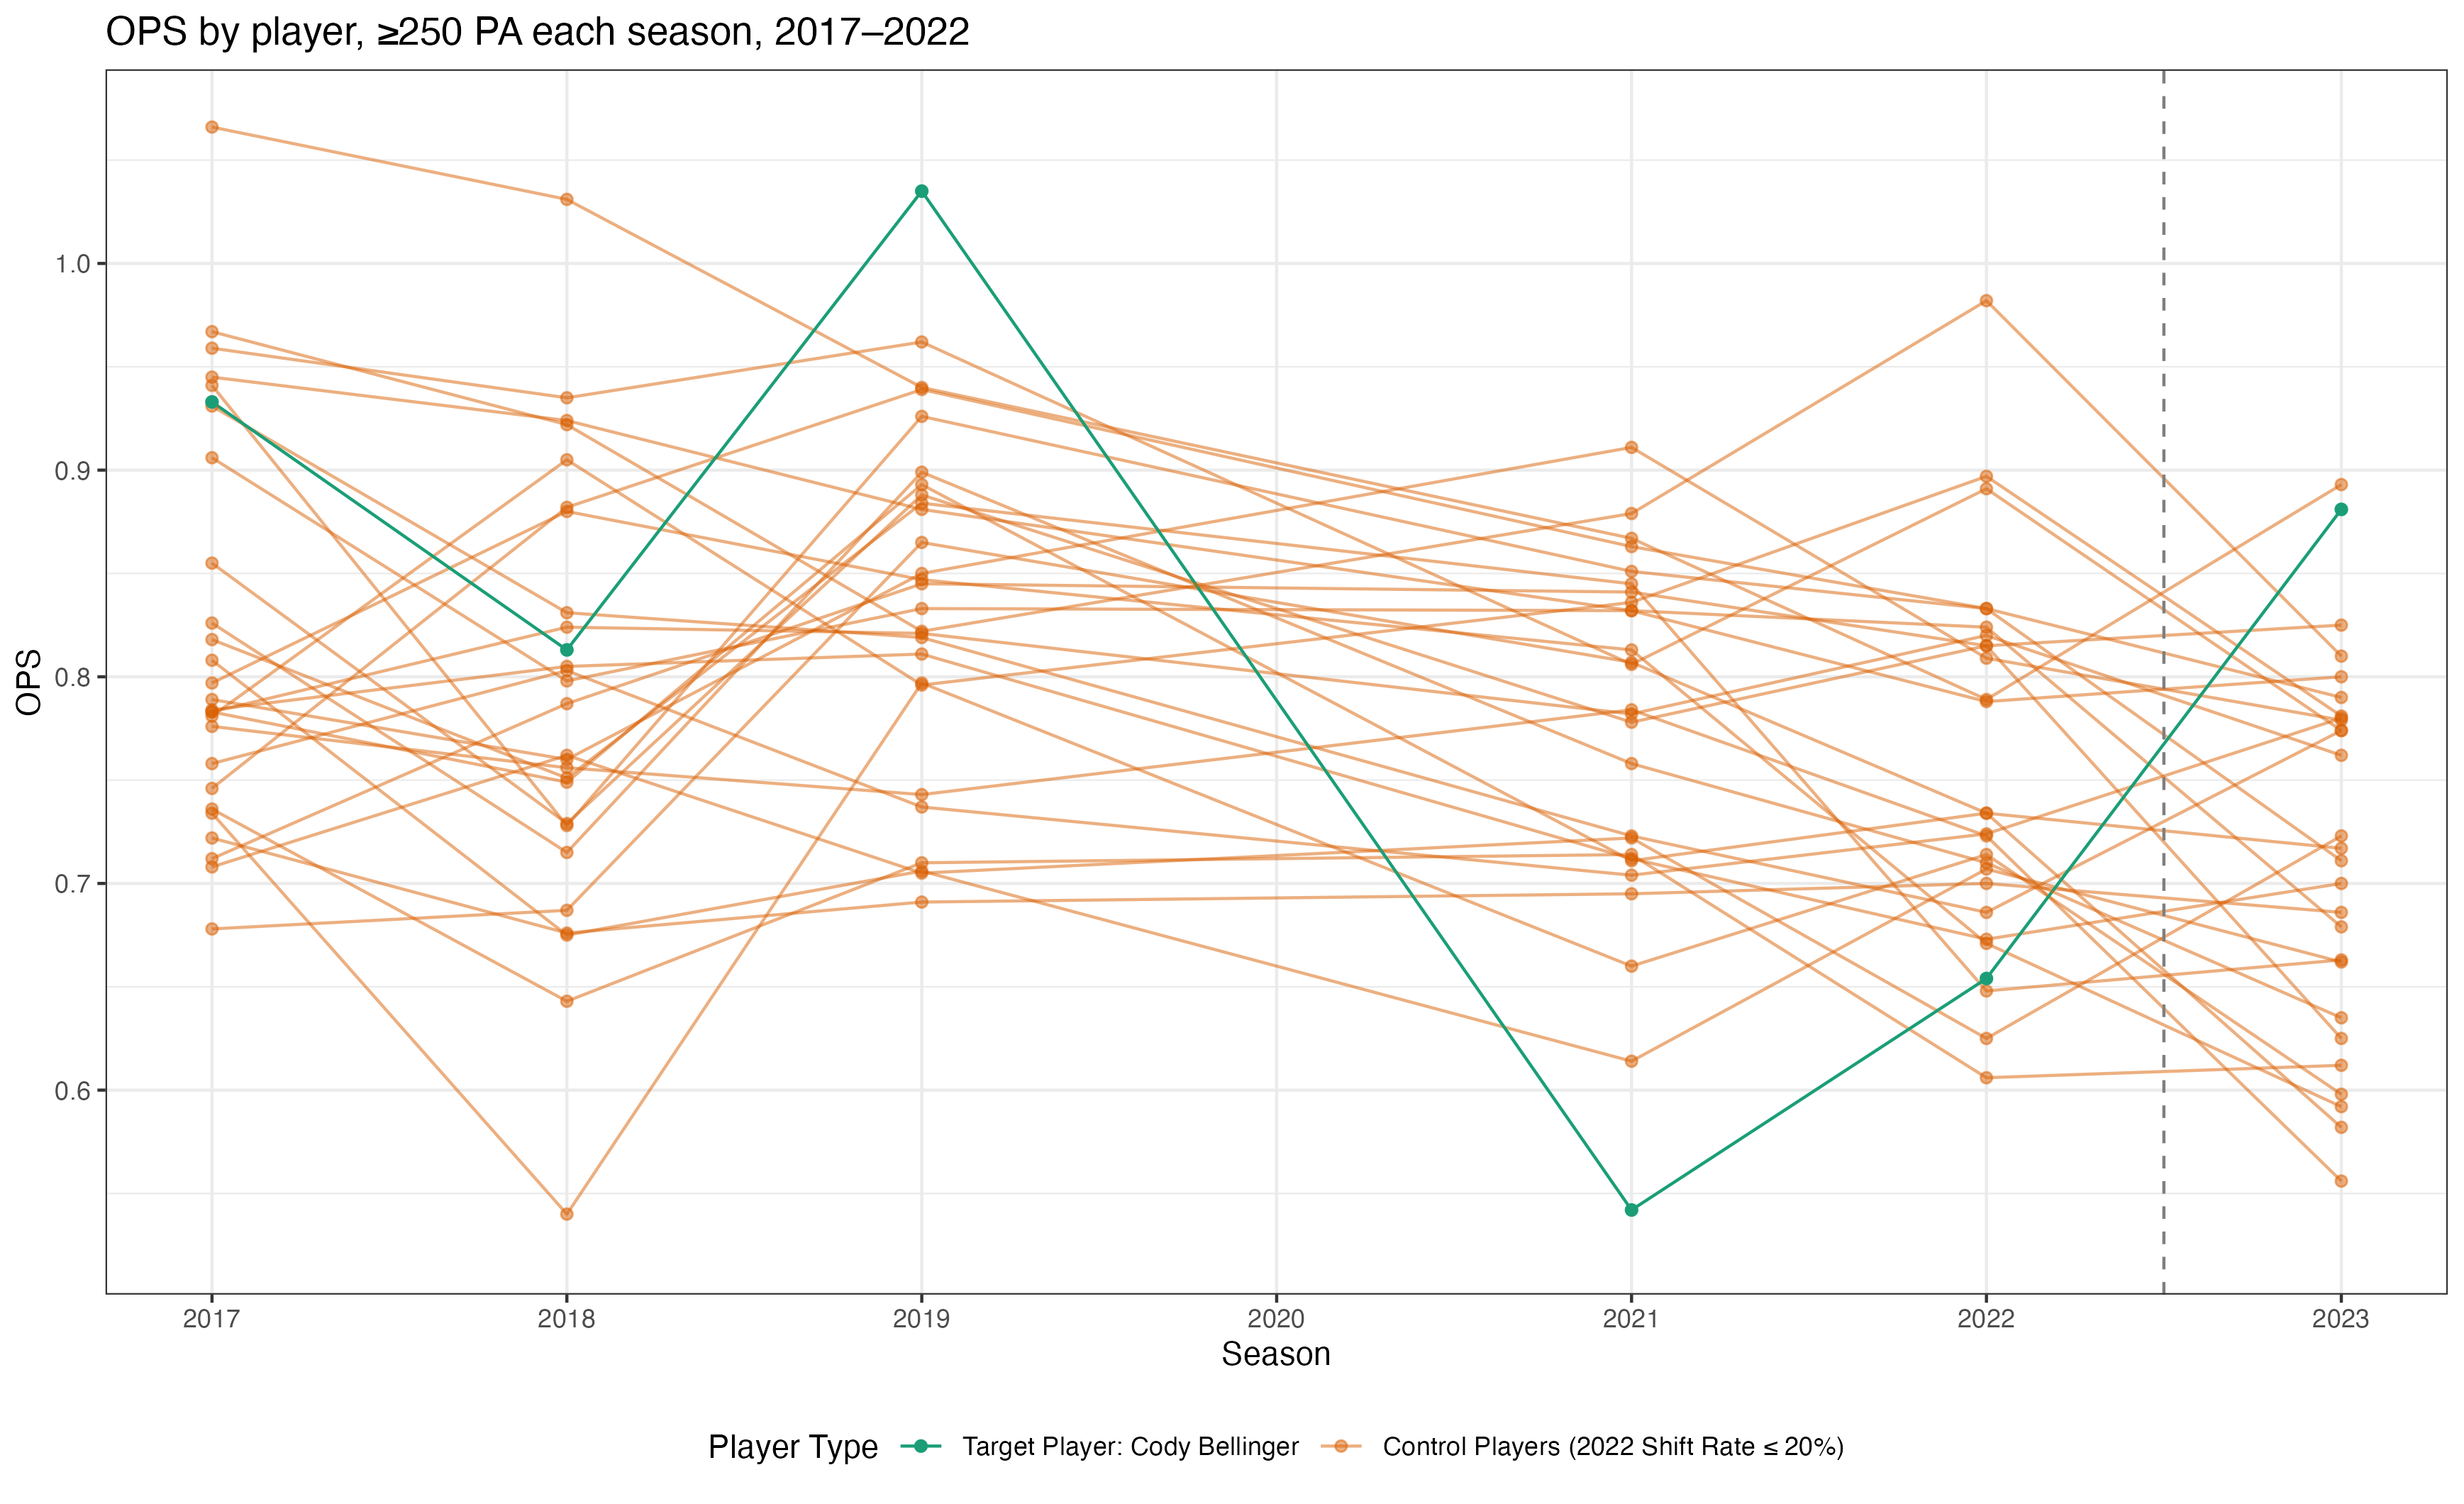 OPS by player, ≥250 PA each season, 2017–2022
OPS
1.0
0.9
0.8
0.7
0.6
2017 2018 2019 2020 2021 2022 2023
Season
Player Type Target Player: Cody Bellinger Control Players (2022 Shift Rate ≤ 20%)